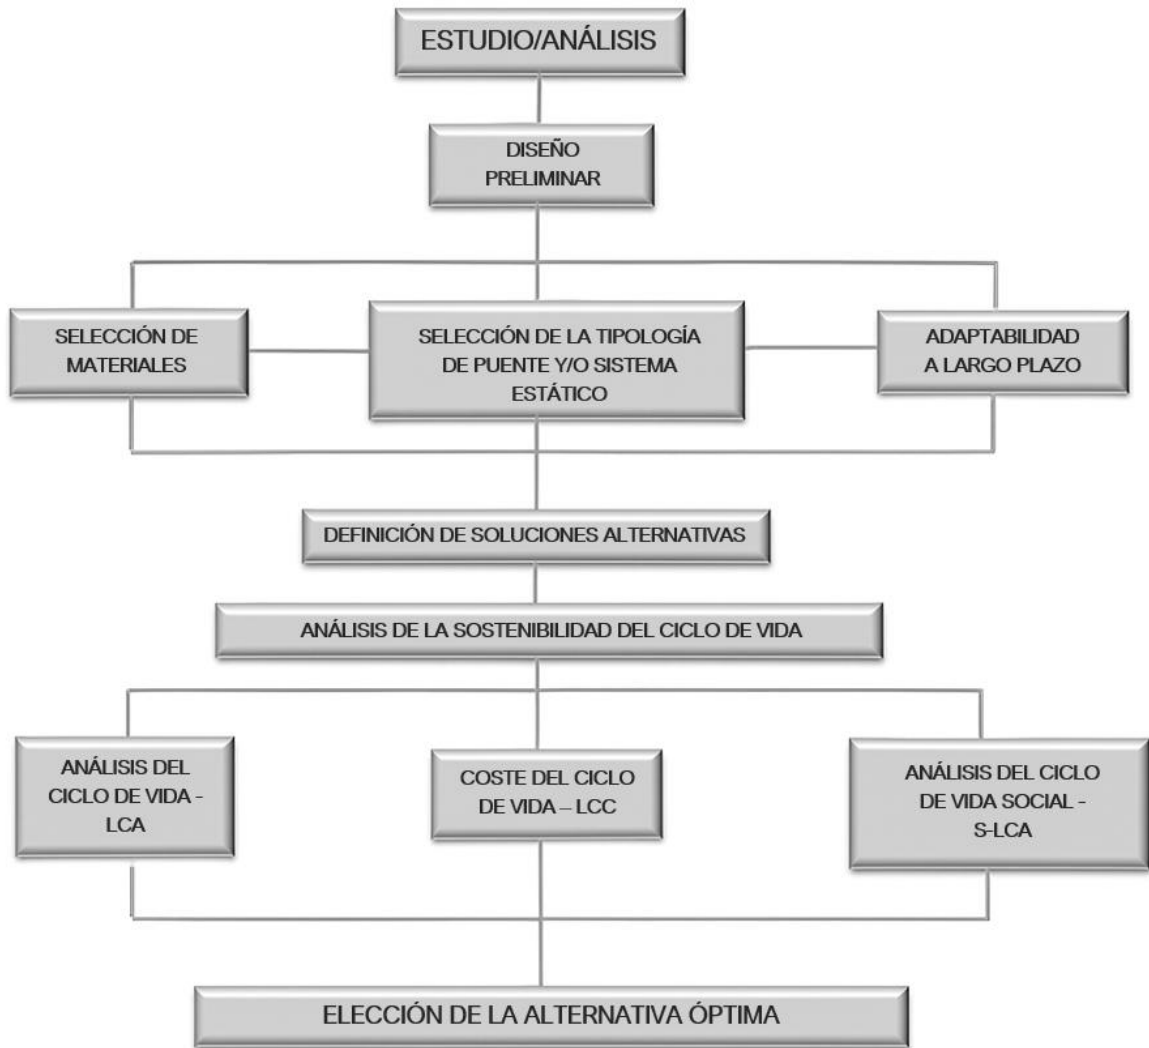 ESTUDIO/ANÁLISIS
DISEÑO
PRELIMINAR
SELECCIÓN DE
MATERIALES
SELECCIÓN DE LA TIPOLOGÍA
DE PUENTE Y/O SISTEMA
ESTÁTICO
ADAPTABILIDAD
A LARGO PLAZO
DEFINICIÓN DE SOLUCIONES ALTERNATIVAS
ANÁLISIS DE LA SOSTENIBILIDAD DEL CICLO DE VIDA
ANÁLISIS DEL
CICLO DE VIDA -
LCA
COSTE DEL CICLO
DE VIDA – LCC
ANÁLISIS DEL CICLO
DE VIDA SOCIAL -
S-LCA
ELECCIÓN DE LA ALTERNATIVA ÓPTIMA